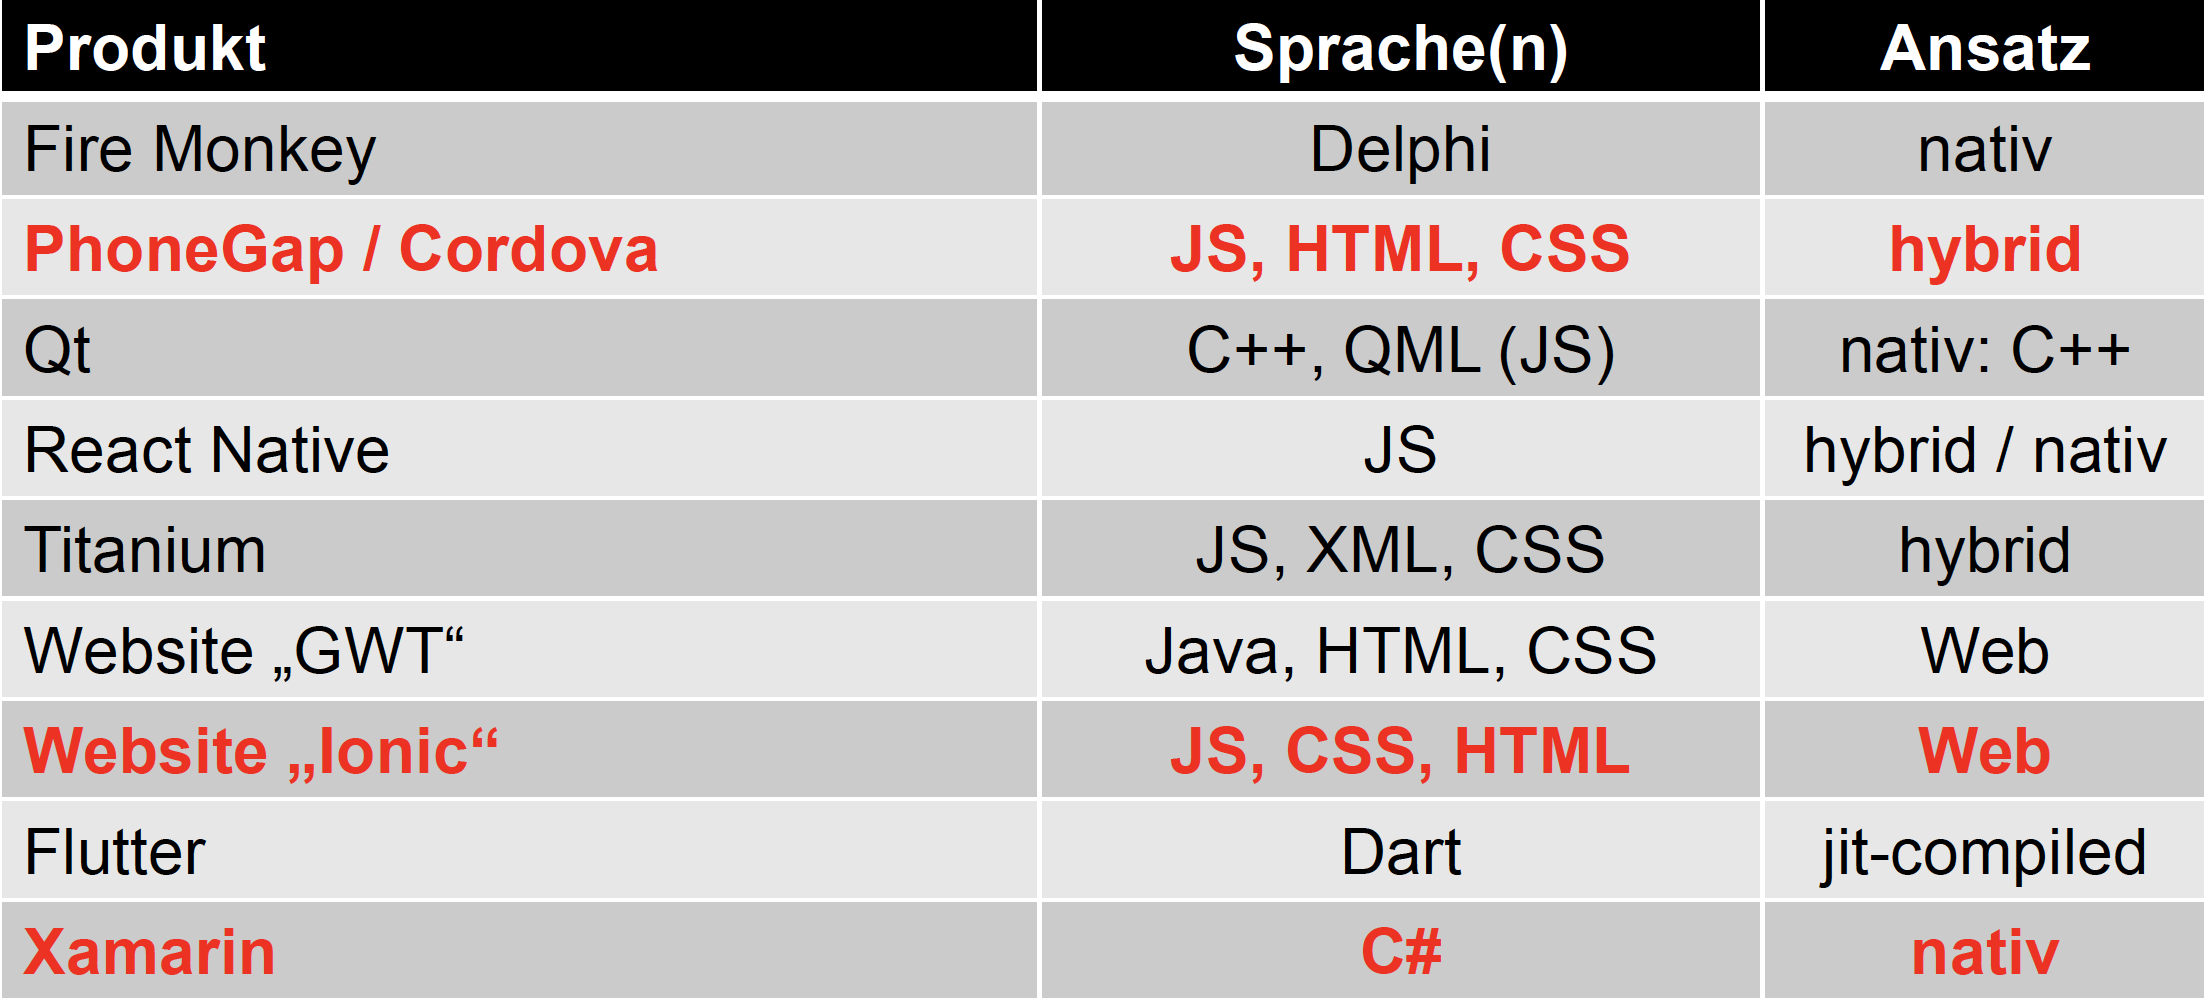 Produkt Sprache(n) Ansatz
Fire Monkey Delphi nativ
PhoneGap / Cordova JS, HTML, CSS hybrid
Qt C++, QML (JS) nativ: C++
React Native JS hybrid / nativ
Titanium JS, XML, CSS hybrid
Website „GWT“ Java, HTML, CSS Web
Website „Ionic“ JS, CSS, HTML Web
Flutter Dart jit-compiled
Xamarin C# nativ